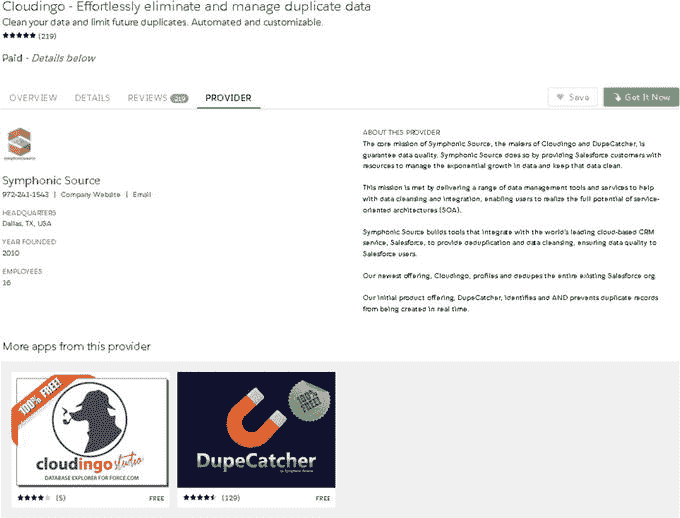 Cloudingo - Effortlessly eliminate and manage duplicate data
Clean your data and limit future duplicates. Automated and customizable.
(219)
Paid - Details below
OVERVIEW DETAILS REVIEWS 219 PROVIDER
Save
Get It Now
symphonicsource
Symphonic Source
972-241-1543 | Company Website | Email
HEADQUARTERS
Dallas, TX, USA
YEAR FOUNDED
2010
EMPLOYEES
16
ABOUT THIS PROVIDER
The core mission of Symphonic Source, the makers of Cloudingo and DupeCatcher, is
guarantee data quality. Symphonic Source does so by providing Salesforce customers with
resources to manage the exponential growth in data and keep that data clean.
This mission is met by delivering a range of data management tools and services to help
with data cleansing and integration, enabling users to realize the full potential of service-
oriented architectures (SOA).
Symphonic Source builds tools that integrate with the world's leading cloud-based CRM
service, Salesforce, to provide deduplication and data cleansing, ensuring data quality to
Salesforce users.
Our newest offering, Cloudingo, profiles and dedupes the entire existing Salesforce org.
Our initial product offering, DupeCatcher, identifies and AND prevents duplicate records
from being created in real time.
More apps from this provider
100% FREE!
cloudingo studio
DATABASE EXPLORER FOR FORCE.COM
(5) FREE
100% FREE!
DupeCatcher
by Symphonic Source
(129) FREE